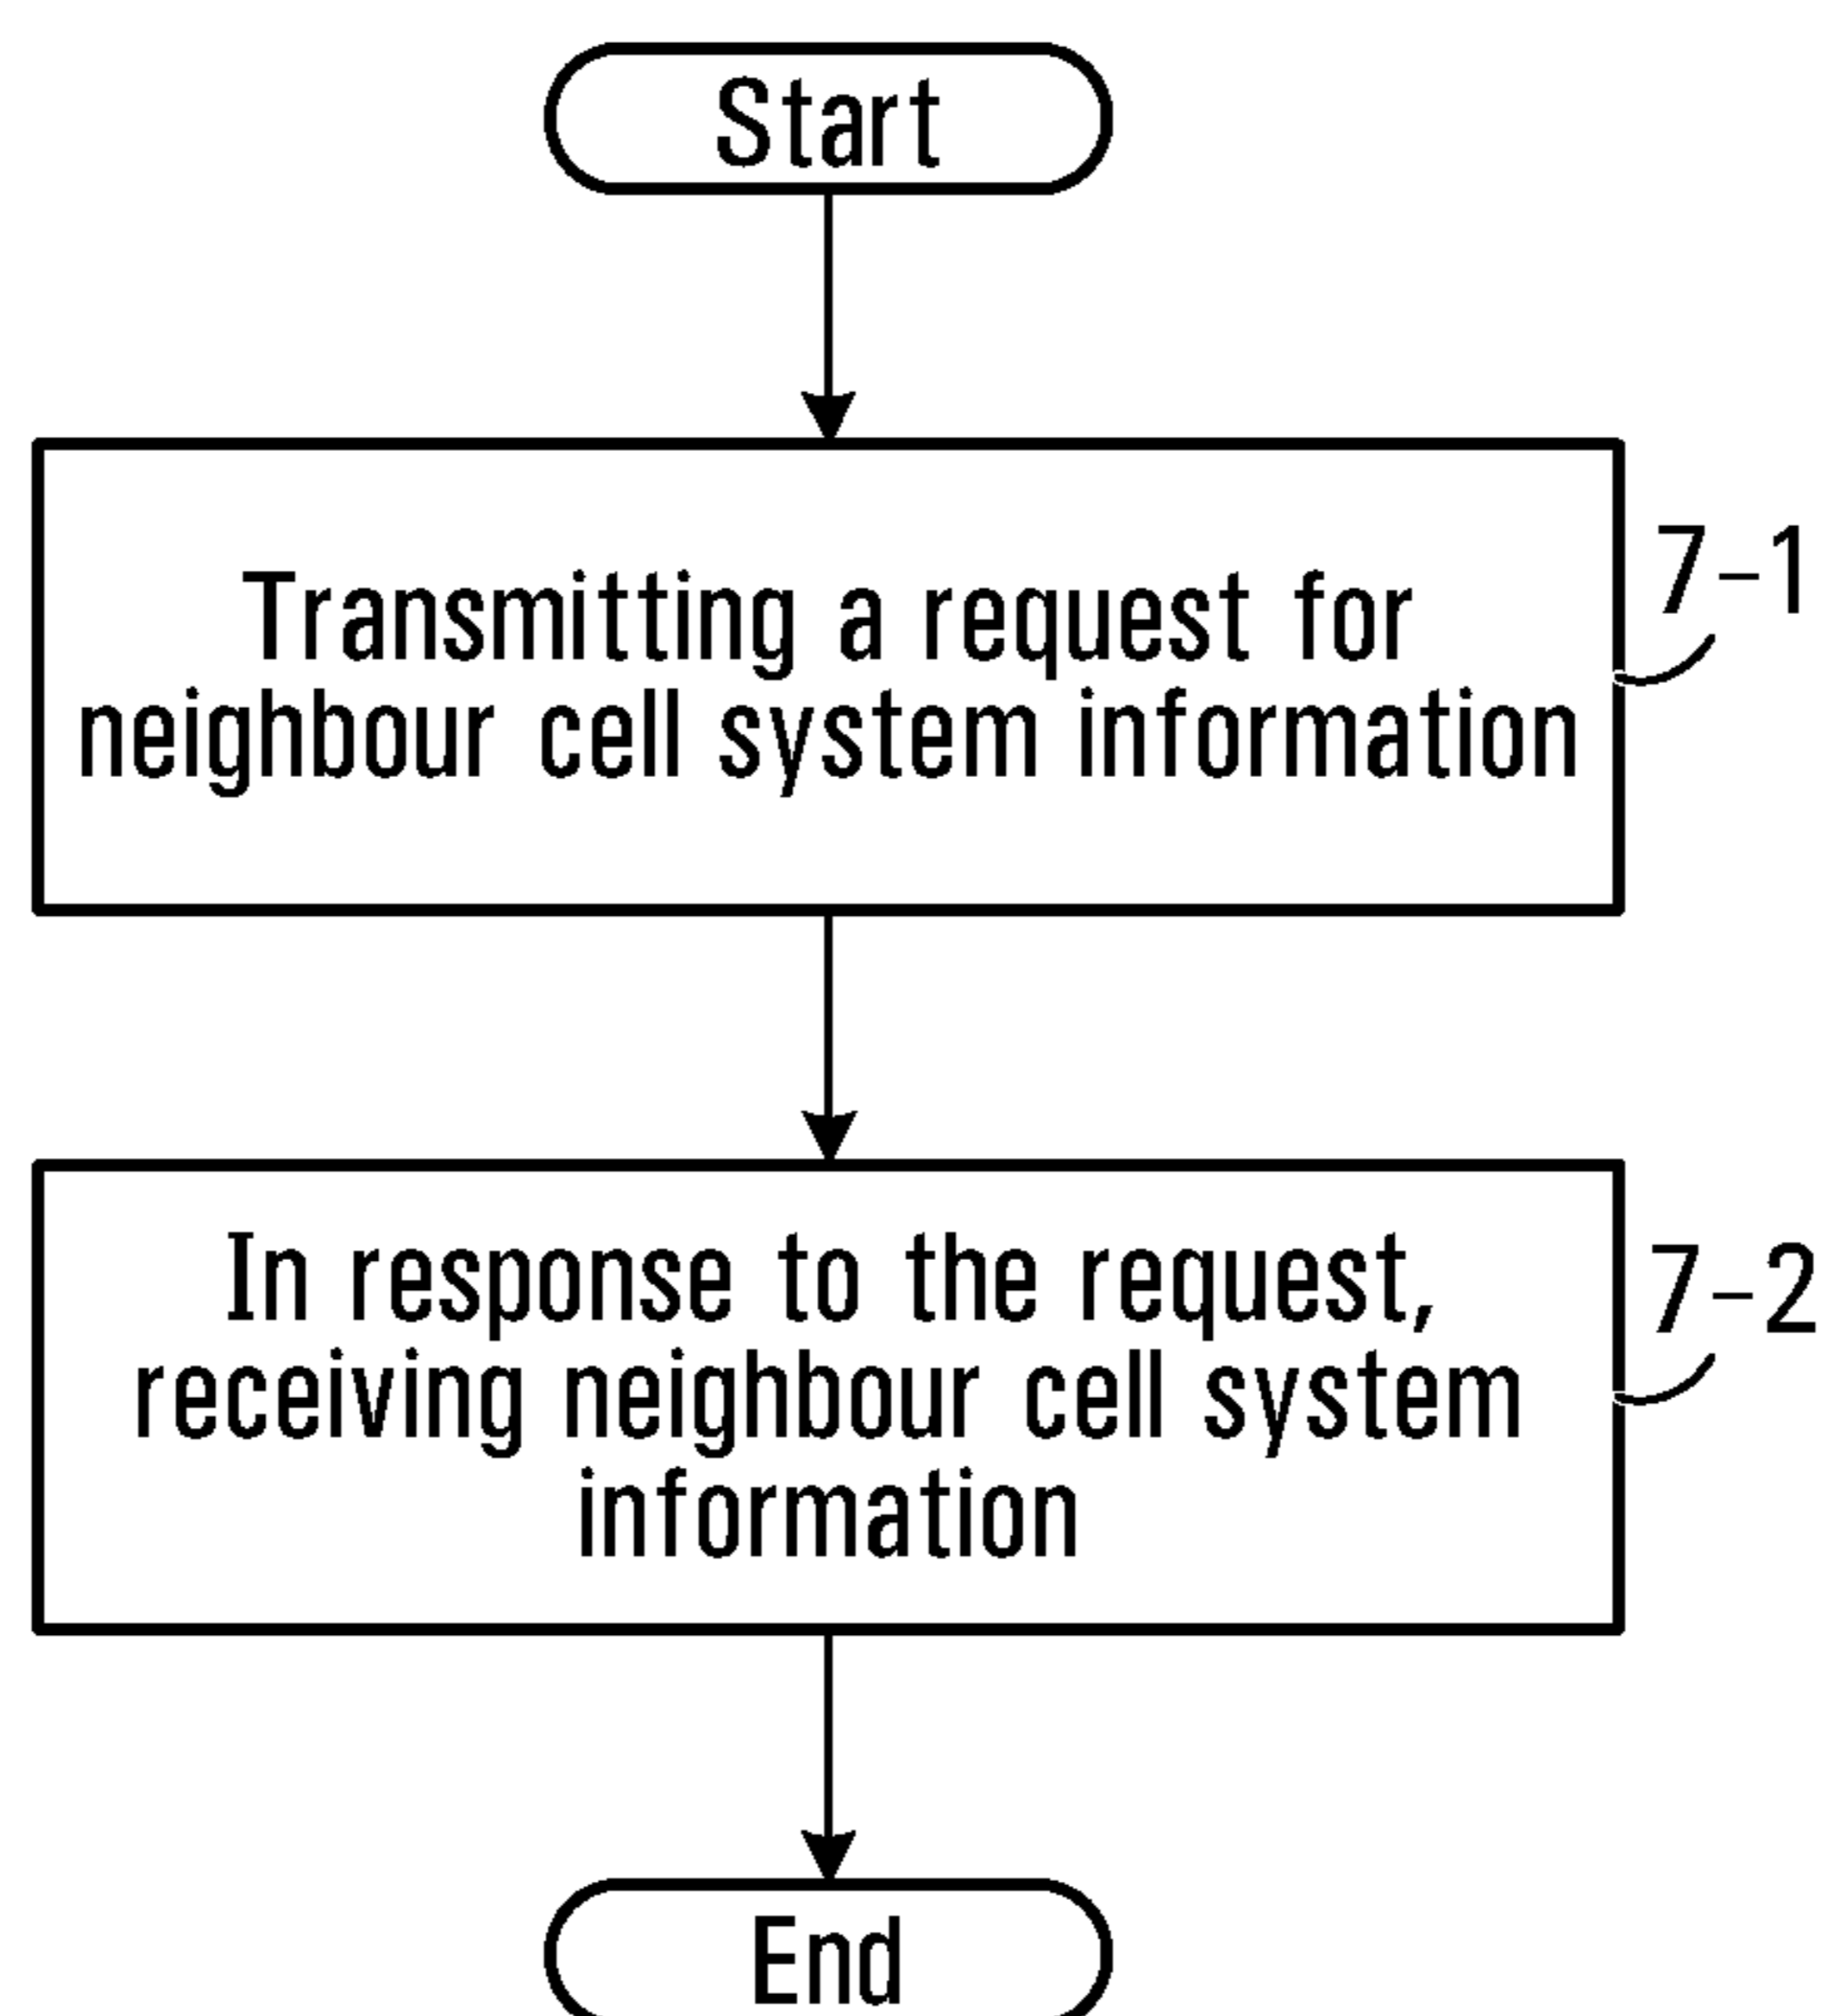 Start
Transmitting a request for
neighbour cell system information
7-1
In response to the request,
receiving neighbour cell system
information
7-2
End